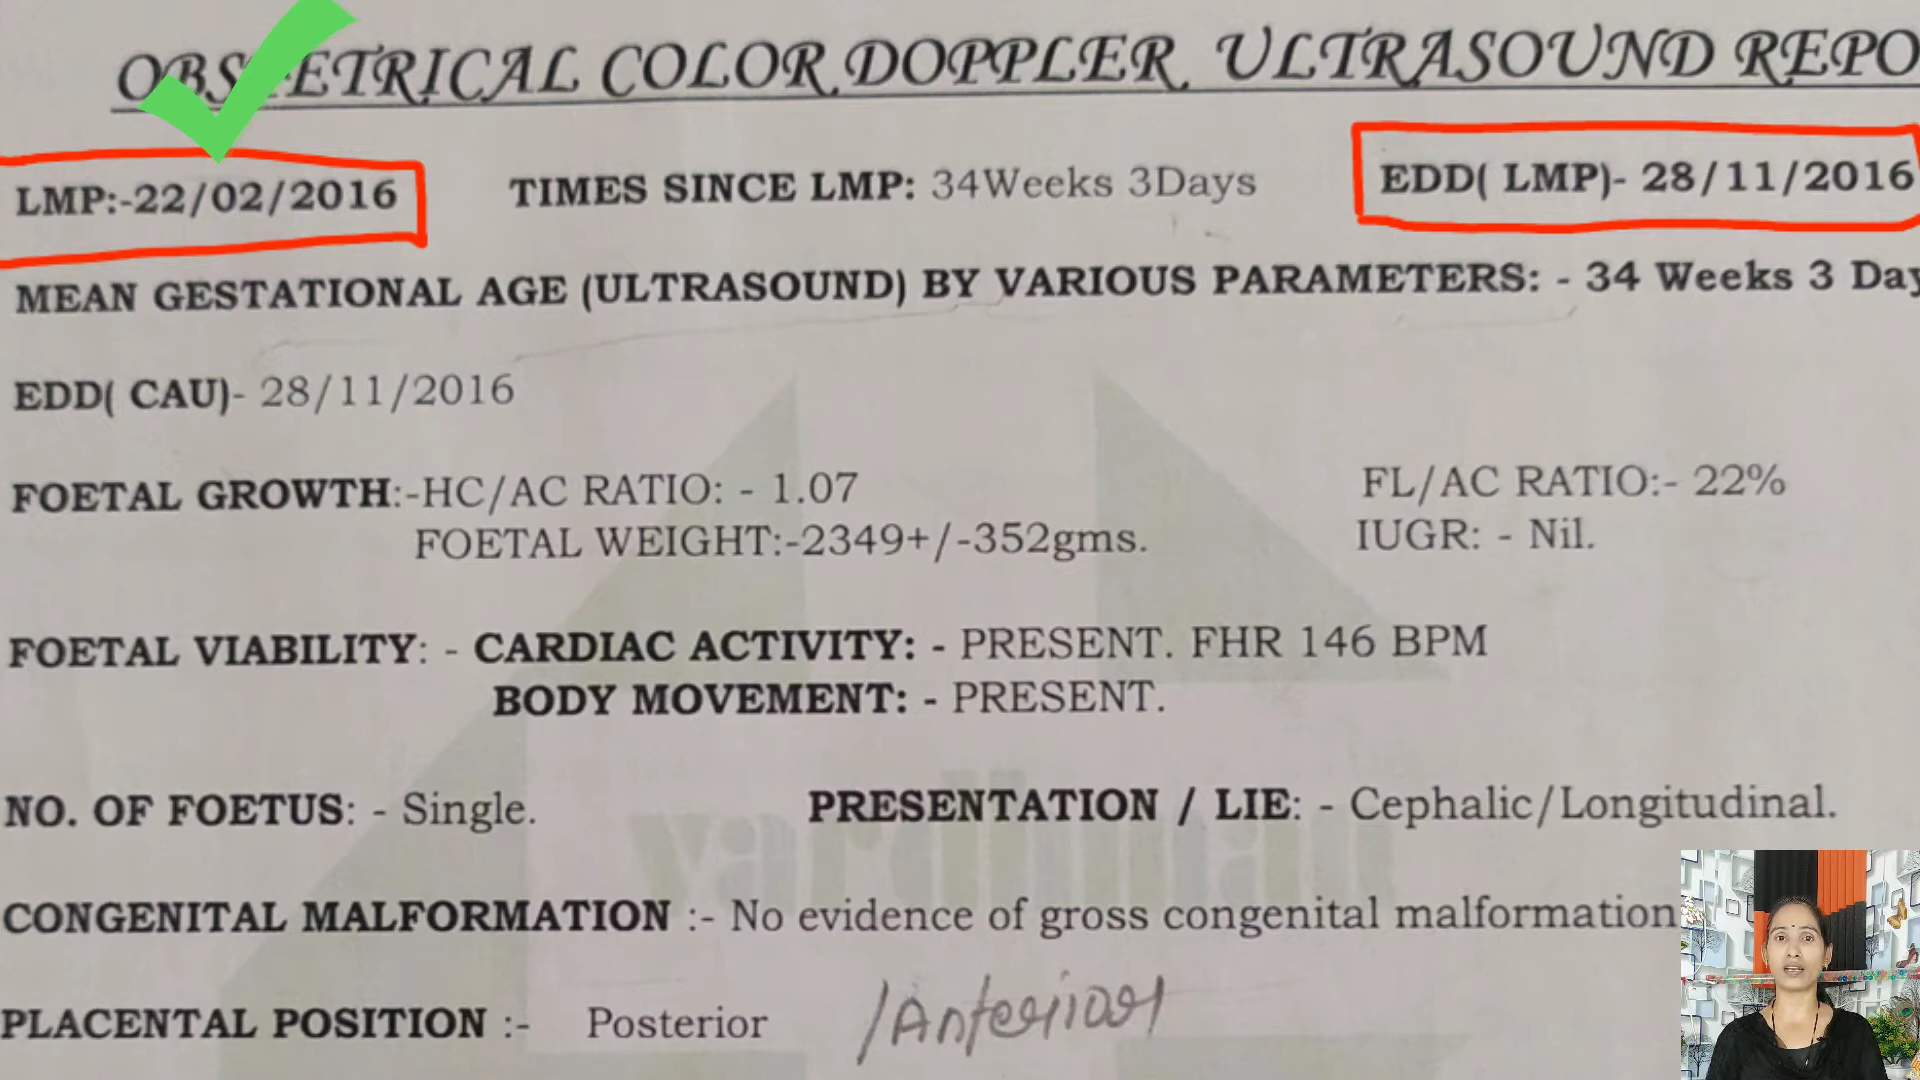 OBSTETRICAL COLOR DOPPLER ULTRASOUND REPO
LMP:-22/02/2016 TIMES SINCE LMP: 34Weeks 3Days EDD( LMP)- 28/11/2016
MEAN GESTATIONAL AGE (ULTRASOUND) BY VARIOUS PARAMETERS: - 34 Weeks 3 Day
EDD( CAU)- 28/11/2016
FOETAL GROWTH:-HC/AC RATIO: - 1.07 FL/AC RATIO:- 22%
FOETAL WEIGHT:-2349+/-352gms. IUGR: - Nil.
FOETAL VIABILITY: - CARDIAC ACTIVITY: - PRESENT. FHR 146 BPM
BODY MOVEMENT: - PRESENT.
NO. OF FOETUS: - Single. PRESENTATION / LIE: - Cephalic/Longitudinal.
CONGENITAL MALFORMATION :- No evidence of gross congenital malformation
PLACENTAL POSITION :- Posterior /Anterior
vardhman